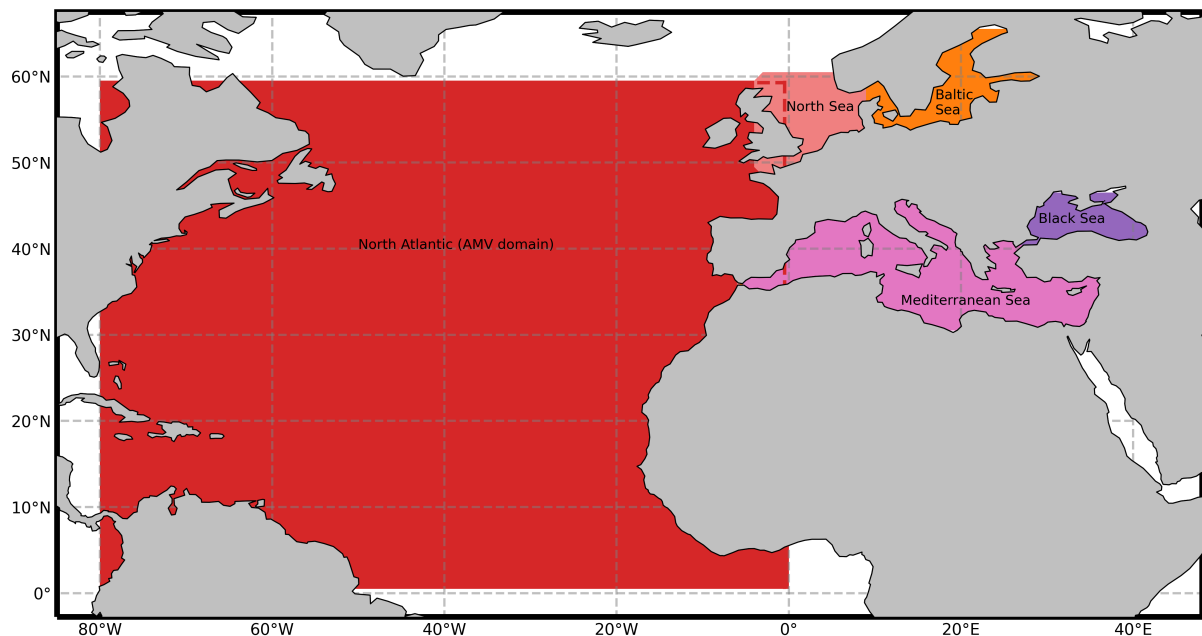 60°N
50°N
40°N
30°N
20°N
10°N
0°
North Sea
Baltic
Sea
North Atlantic (AMV domain)
Black Sea
Mediterranean Sea
80°W
60°W
40°W
20°W
0°
20°E
40°E